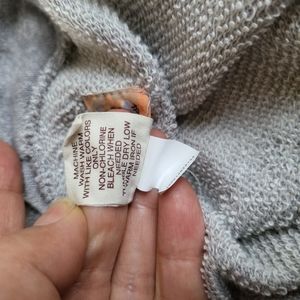 MACHINE
WASH WARM
WITH LIKE COLORS
ONLY
NON-CHLORINE
BLEACH WHEN
NEEDED
TUMBLE DRY LOW
WARM IRON IF
NEEDED